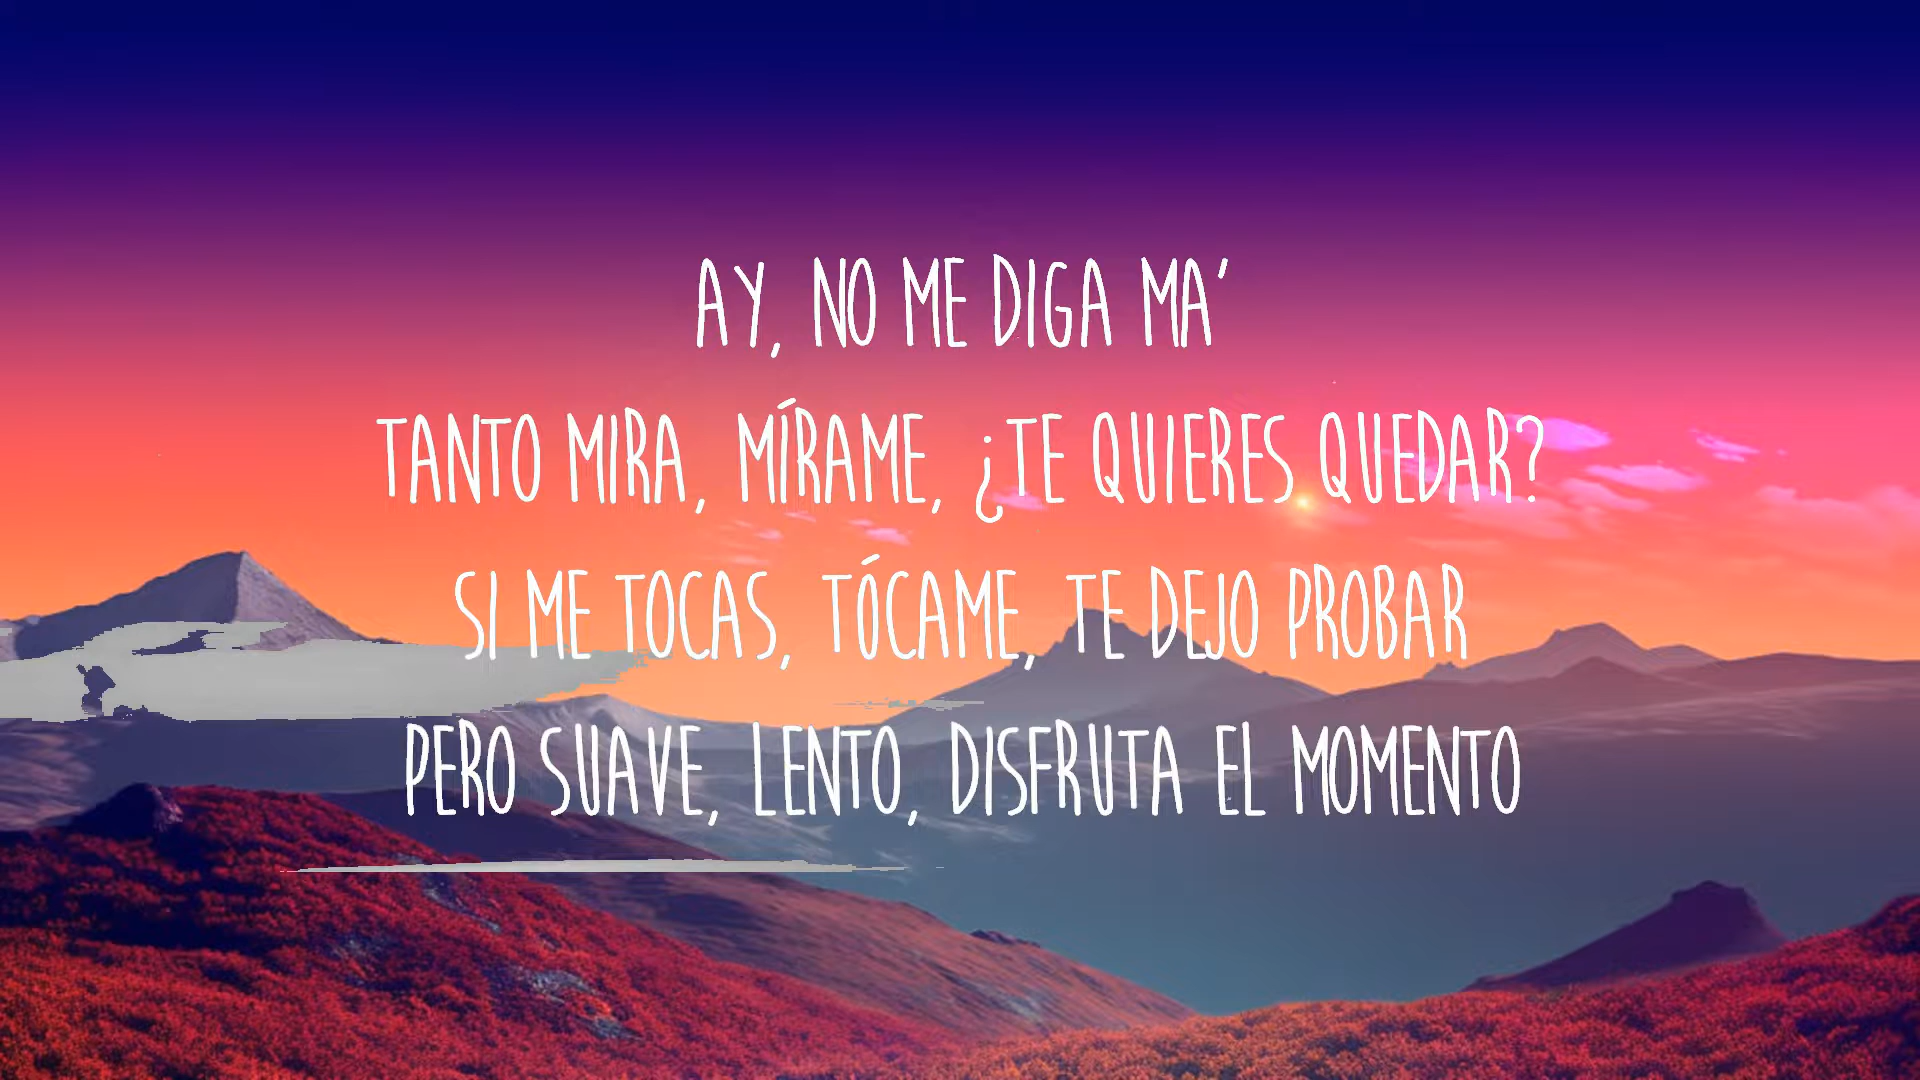 AY, NO ME DIGA MA'
TANTO MIRA, MÍRAME, ¿TE QUIERES QUEDAR?
SI ME TOCAS, TÓCAME, TE DEJO PROBAR
PERO SUAVE, LENTO, DISFRUTA EL MOMENTO